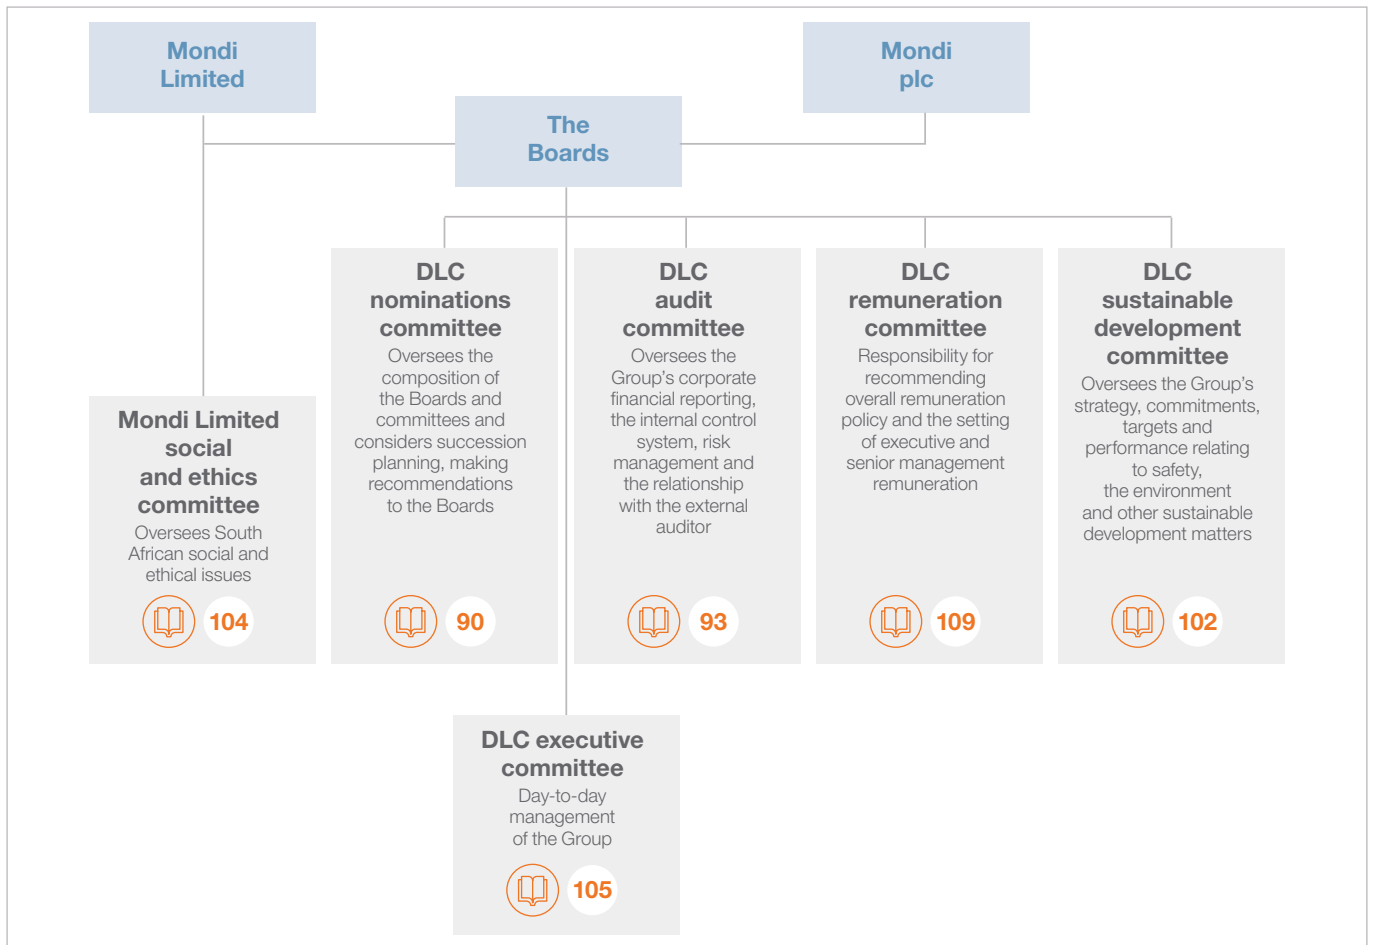 Mondi
Limited
Mondi
plc
The
Boards
DLC
nominations
committee
Oversees the
composition of
the Boards and
committees and
considers succession
planning, making
recommendations
to the Boards
90
DLC
audit
committee
Oversees the
Group's corporate
financial reporting,
the internal control
system, risk
management and
the relationship
with the external
auditor
93
DLC
remuneration
committee
Responsibility for
recommending
overall remuneration
policy and the setting
of executive and
senior management
remuneration
109
DLC
sustainable
development
committee
Oversees the Group's
strategy, commitments,
targets and
performance relating
to safety,
the environment
and other sustainable
development matters
102
Mondi Limited
social
and ethics
committee
Oversees South
African social and
ethical issues
104
DLC executive
committee
Day-to-day
management
of the Group
105